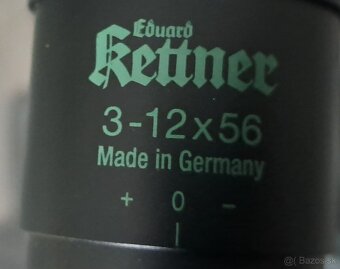 Eduard
Kettner
3-12x56
Made in Germany
+ 0 -
Bazos.sk